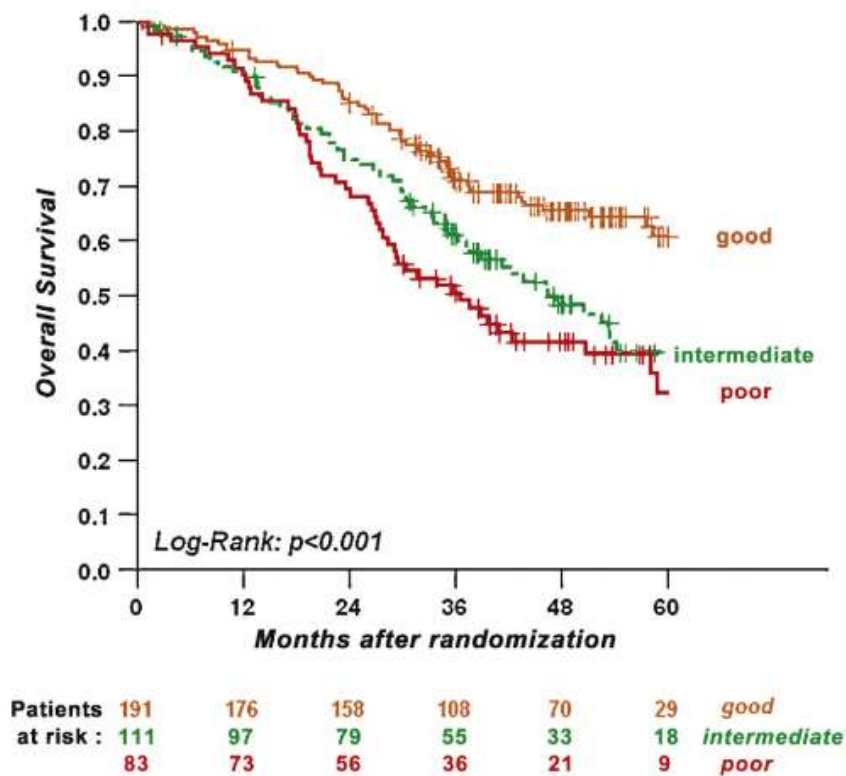 1.0
0.9
0.8
0.7
0.6
0.5
0.4
0.3
0.2
0.1
0.0
Overall Survival
good
intermediate
poor
Log-Rank: p<0.001
0 12 24 36 48 60
Months after randomization
Patients 191 176 158 108 70 29 good
at risk : 111 97 79 55 33 18 intermediate
83 73 56 36 21 9 poor